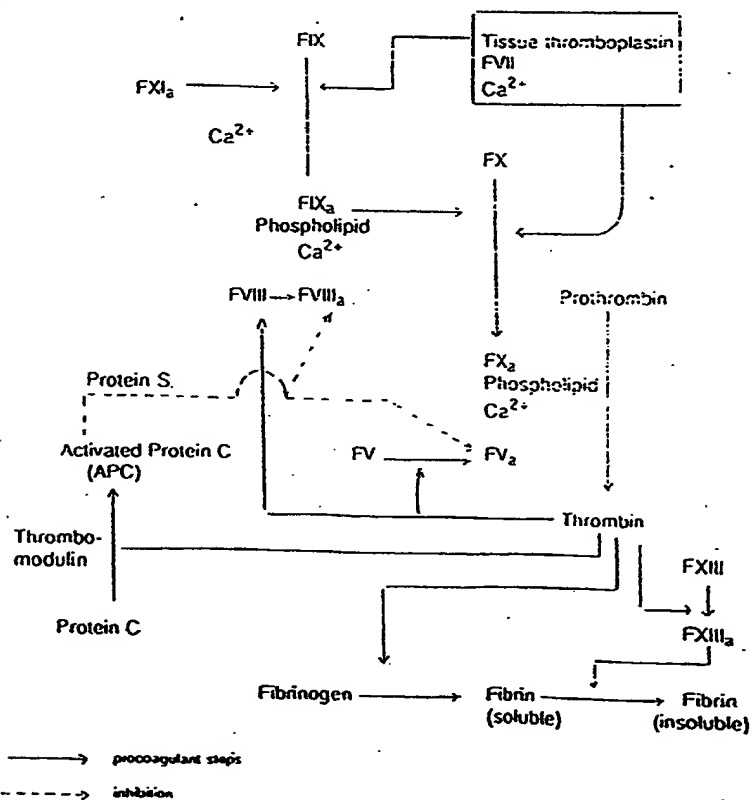 FIX
Tissue thromboplastin
FVII
Ca²⁺
FXIₐ
Ca²⁺
FX
FIXₐ
Phospholipid
Ca²⁺
FVIII
FVIIIₐ
Prothrombin
FXₐ
Phospholipid
Ca²⁺
Protein S.
Activated Protein C
(APC)
FV
FVₐ
Thrombin
Thrombo-
modulin
FXIII
Protein C
FXIIIₐ
Fibrinogen
Fibrin
(soluble)
Fibrin
(insoluble)
procoagulant steps
inhibition